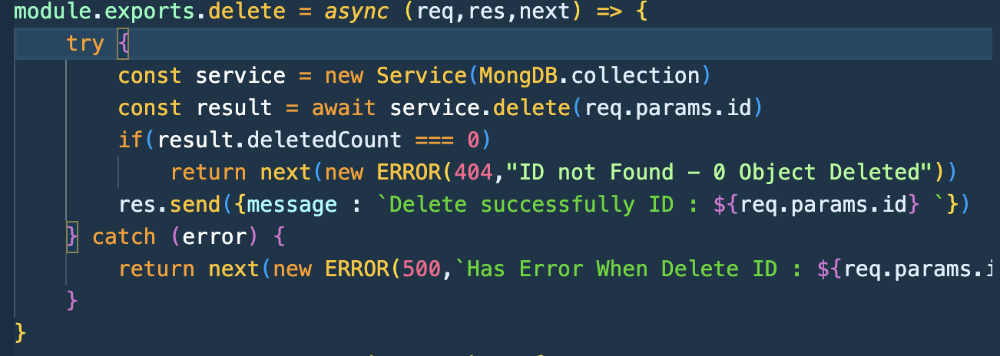 module.exports.delete = async (req,res,next) => {
try {
const service = new Service(MongDB.collection)
const result = await service.delete(req.params.id)
if(result.deletedCount === 0)
return next(new ERROR(404,"ID not Found - 0 Object Deleted"))
res.send({message : `Delete successfully ID : ${req.params.id} `})
} catch (error) {
return next(new ERROR(500,`Has Error When Delete ID : ${req.params.i
}
}